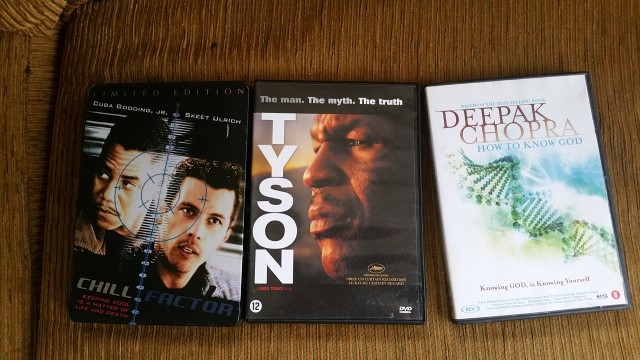 LIMITED EDITION
CUBA GOODING, JR.
SKEET ULRICH
CHILL FACTOR
KEEPING COOL
IS A MATTER OF
LIFE AND DEATH
The man. The myth. The truth
TYSON
12
DVD
BASED ON THE BEST SELLING BOOK
DEEPAK
CHOPRA
HOW TO KNOW GOD
Knowing GOD, is Knowing Yourself